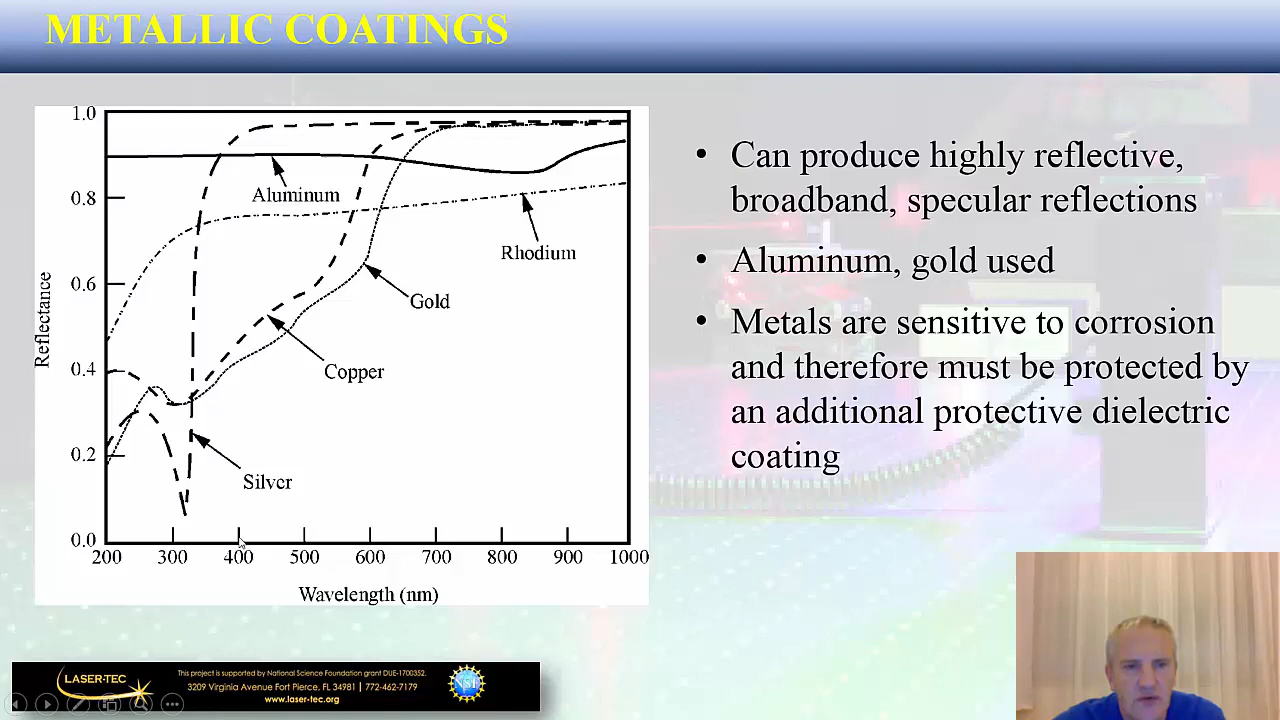 METALLIC COATINGS
1.0
0.8
0.6
0.4
0.2
0.0
Reflectance
Aluminum
Rhodium
Gold
Copper
Silver
200 300 400 500 600 700 800 900 1000
Wavelength (nm)
• Can produce highly reflective,
broadband, specular reflections
• Aluminum, gold used
• Metals are sensitive to corrosion
and therefore must be protected by
an additional protective dielectric
coating
LASER-TEC
This project is supported by National Science Foundation grant DUE-1700352.
3209 Virginia Avenue Fort Pierce, FL 34981 | 772-462-7179
www.laser-tec.org
NSF